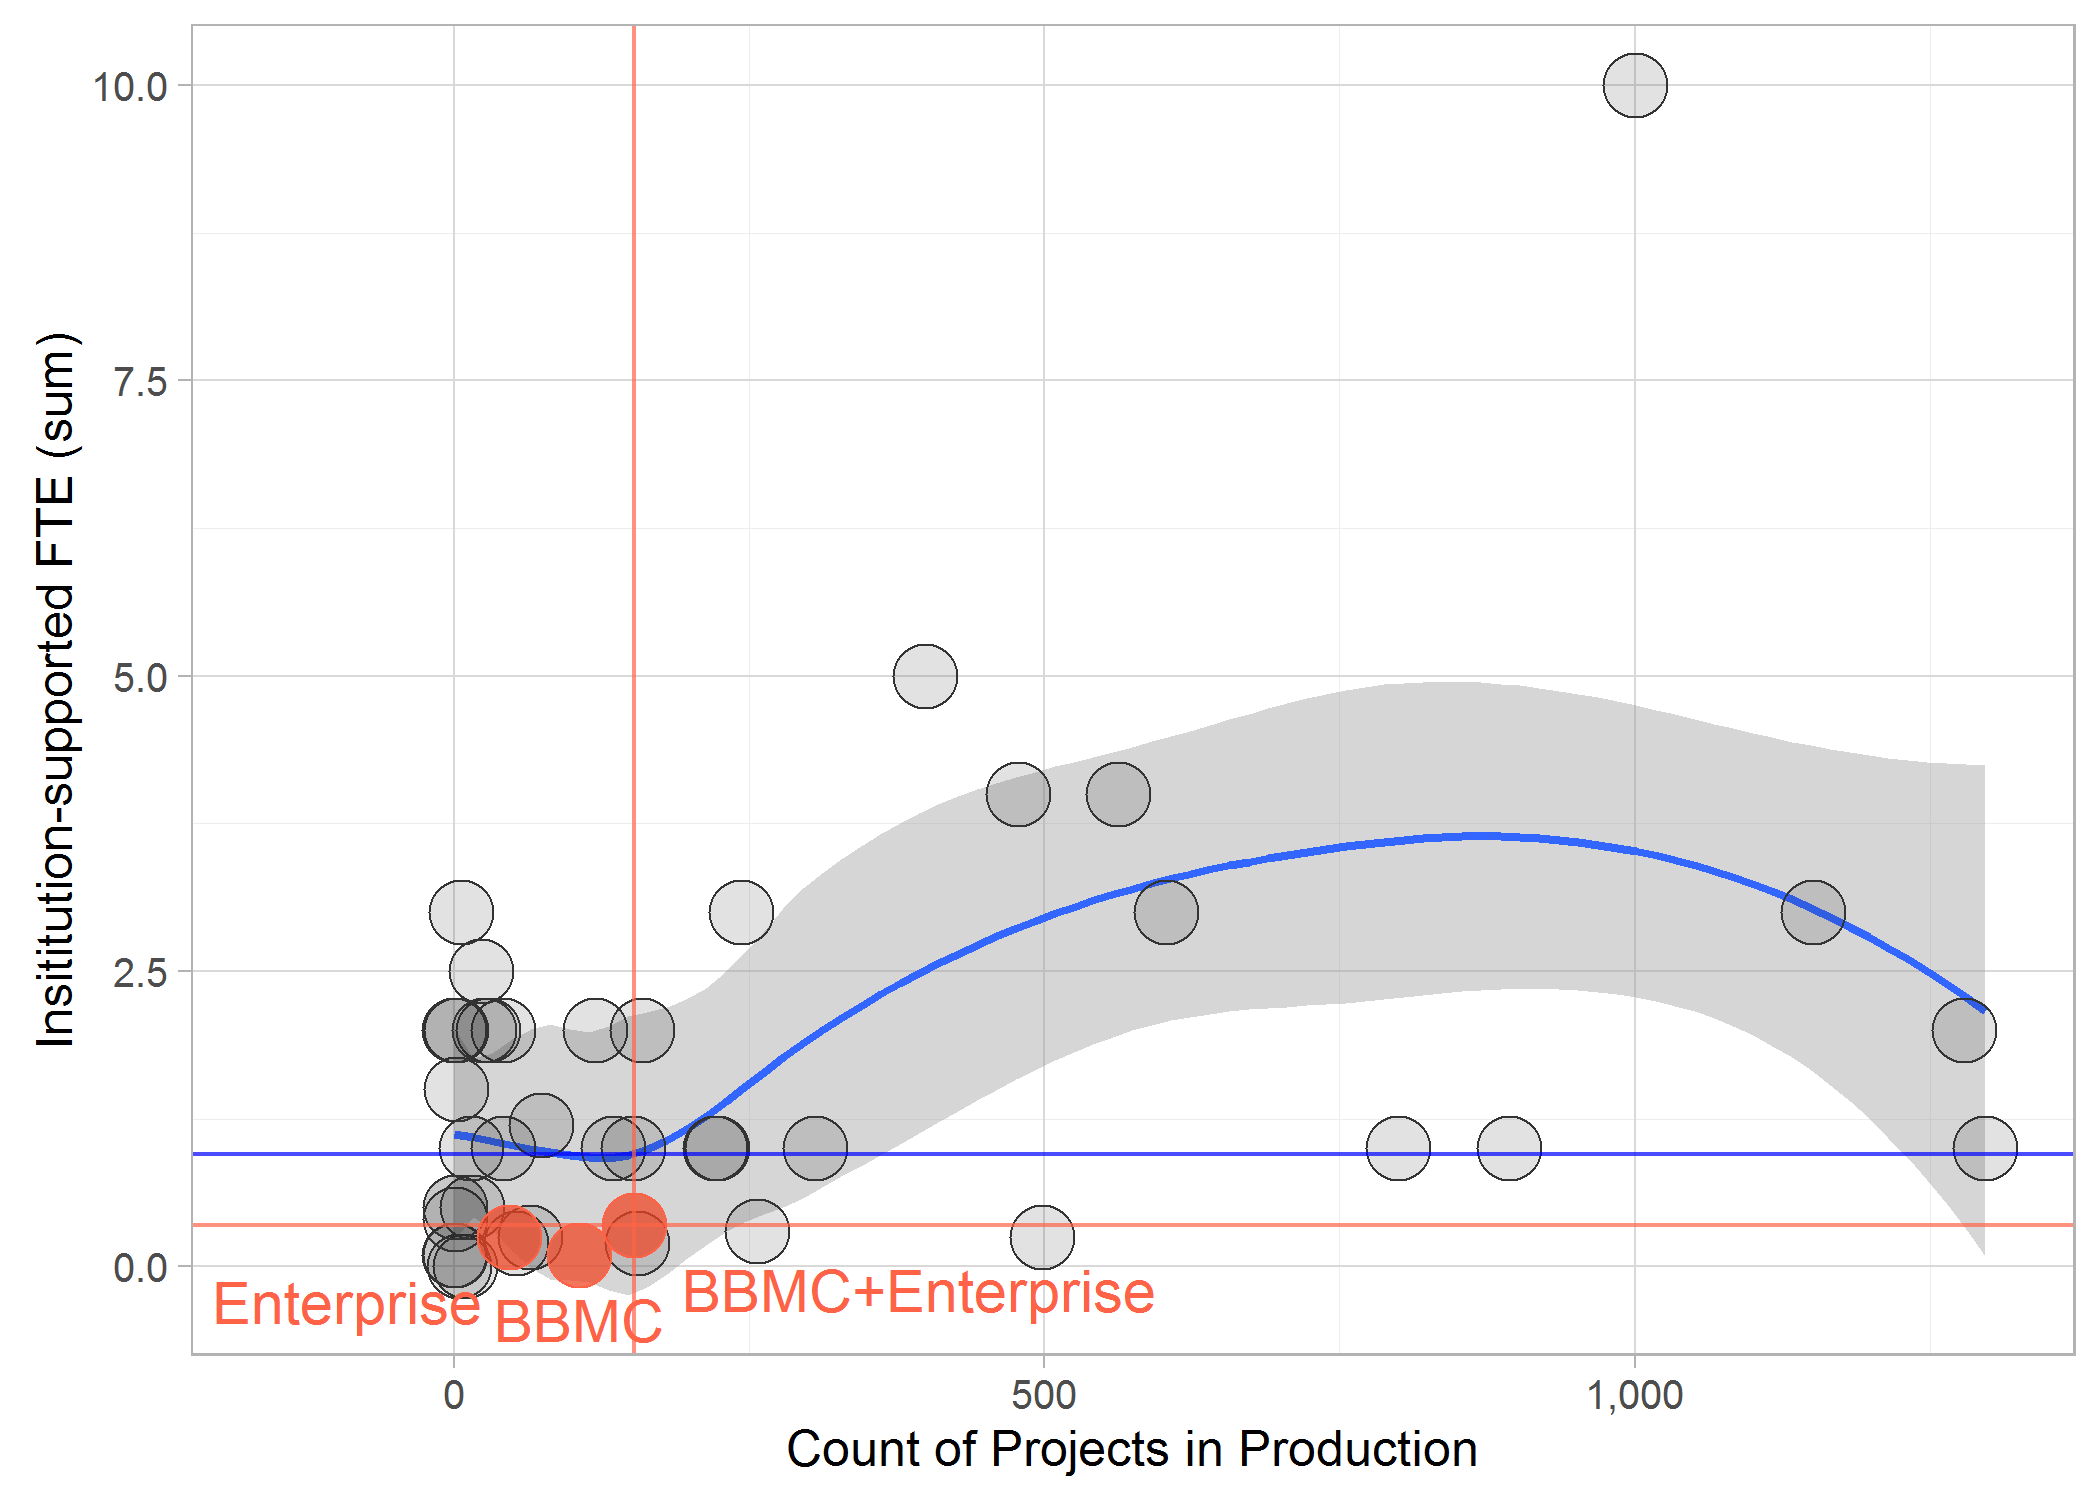 Insititution-supported FTE (sum)
10.0
7.5
5.0
2.5
0.0
Enterprise
BBMC
BBMC+Enterprise
0
500
1,000
Count of Projects in Production